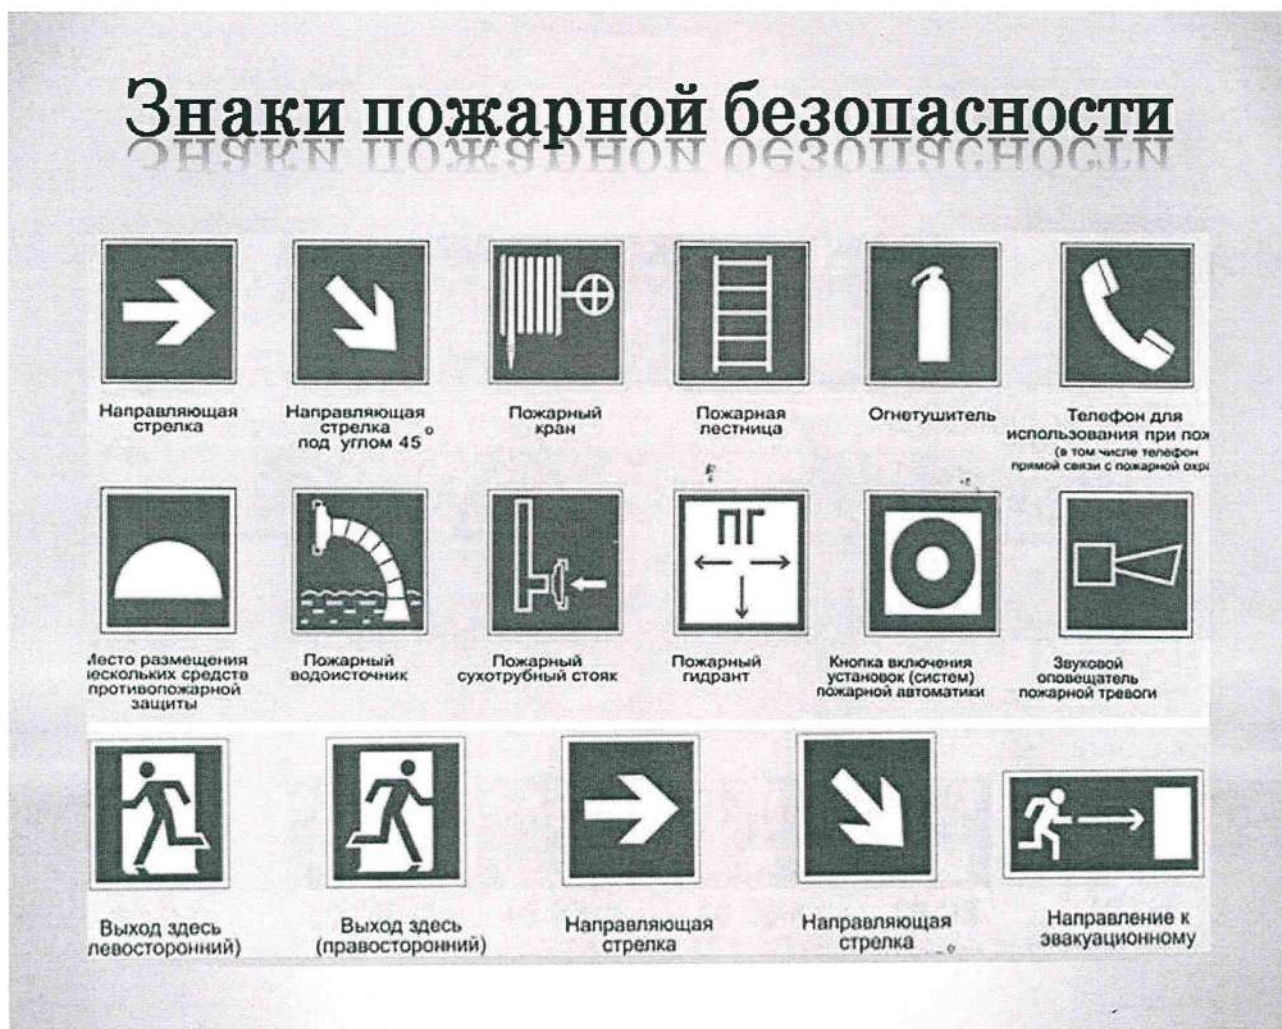 Знаки пожарной безопасности
Направляющая
стрелка
Направляющая
стрелка
под углом 45°
Пожарный
кран
Пожарная
лестница
Огнетушитель
Телефон для
использования при пож
(в том числе телефон
прямой связи с пожарной охра
Место размещения
нескольких средств
противопожарной
защиты
Пожарный
водоисточник
Пожарный
сухотрубный стояк
ПГ
Пожарный
гидрант
Кнопка включения
установок (систем)
пожарной автоматики
Звуковой
оповещатель
пожарной тревоги
Выход здесь
левосторонний)
Выход здесь
(правосторонний)
Направляющая
стрелка
Направляющая
стрелка
Направление к
эвакуационному